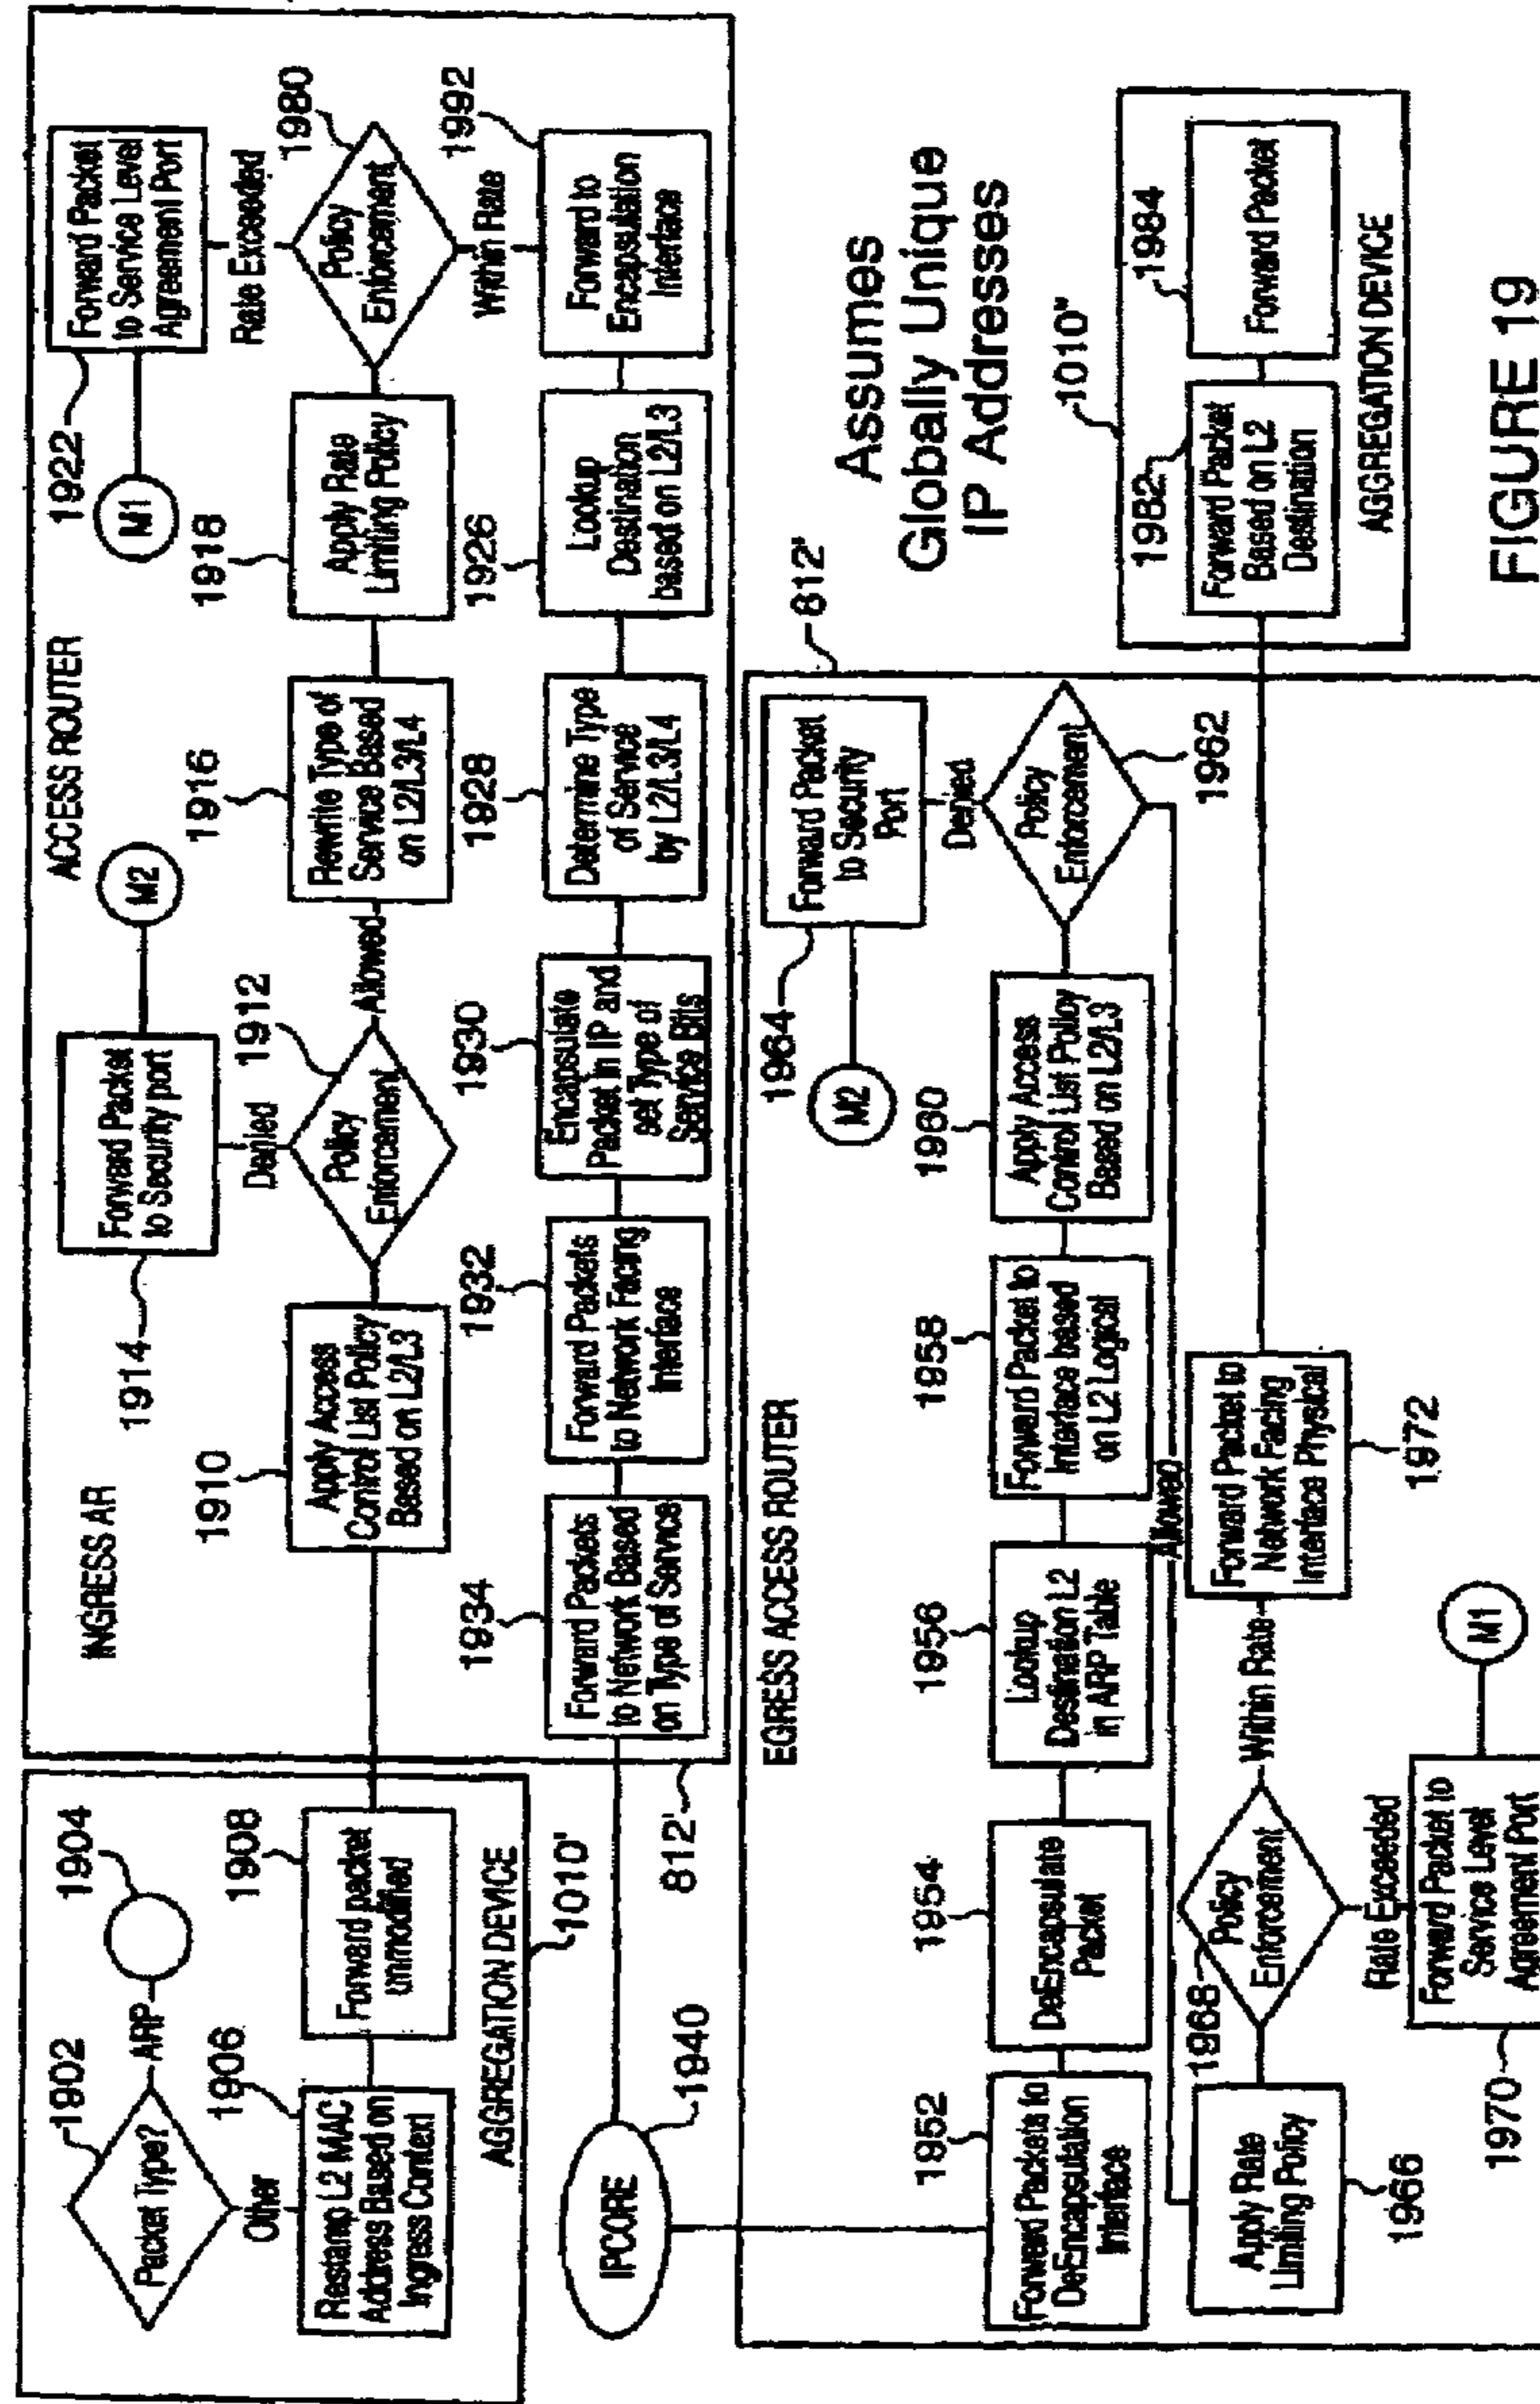 1902
Packet Type?
ARP
1904
Other
1906
Restamp L2 MAC
Address Based on
Ingress Context
1908
Forward packet
unmodified
AGGREGATION DEVICE
1010'
INGRESS AR
ACCESS ROUTER
1910
Apply Access
Control List Policy
Based on L2/L3
1912
Policy
Enforcement
Denied
1914
Forward Packet
to Security port
M2
Allowed
1916
Rewrite Type of
Service Based
on L2/L3/L4
1918
Apply Rate
Limiting Policy
1980
Policy
Enforcement
Rate Exceeded
1922
Forward Packet
to Service Level
Agreement Port
M1
Within Rate
1992
Forward to
Encapsulation
Interface
1926
Lookup
Destination
based on L2/L3
1928
Determine Type
of Service
by L2/L3/L4
1930
Encapsulate
Packet in IP and
set Type of
Service Bits
1932
Forward Packets
to Network Facing
Interface
1934
Forward Packets
to Network Based
on Type of Service
812'
IPCORE
1940
EGRESS ACCESS ROUTER
812'
1952
Forward Packets to
DeEncapsulation
Interface
1954
DeEncapsulate
Packet
1956
Lookup
Destination L2
in ARP Table
1958
Forward Packet to
Interface based
on L2 Logical
1960
Apply Access
Control List Policy
Based on L2/L3
1962
Policy
Enforcement
Denied
1964
Forward Packet
to Security
Port
M2
Allowed
1966
Apply Rate
Limiting Policy
1968
Policy
Enforcement
Rate Exceeded
1970
Forward Packet to
Service Level
Agreement Port
M1
Within Rate
1972
Forward Packet to
Network Facing
Interface Physical
Assumes
Globally Unique
IP Addresses
1010"
1982
Forward Packet
Based on L2
Destination
1984
Forward Packet
AGGREGATION DEVICE
FIGURE 19